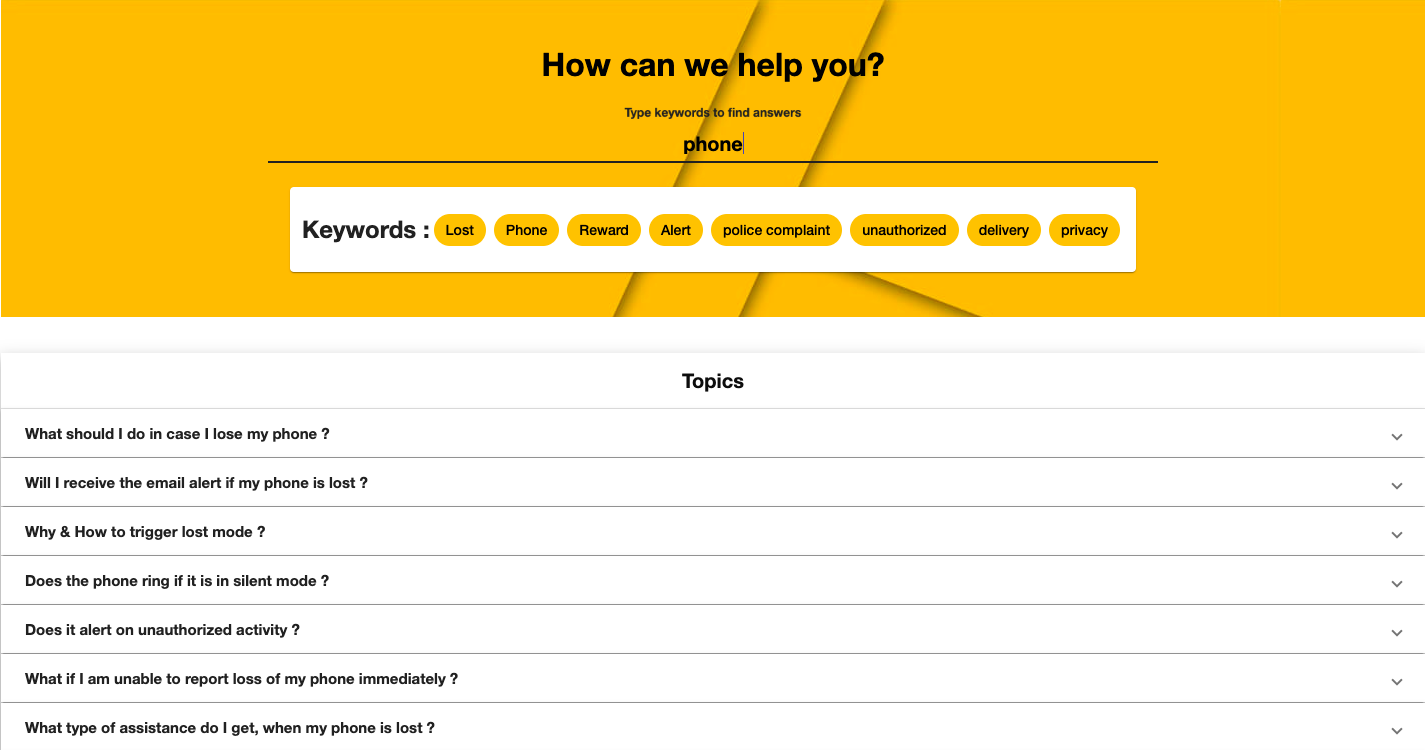 How can we help you?
Type keywords to find answers
phone
Keywords : Lost Phone Reward Alert police complaint unauthorized delivery privacy
Topics
What should I do in case I lose my phone ?
Will I receive the email alert if my phone is lost ?
Why & How to trigger lost mode ?
Does the phone ring if it is in silent mode ?
Does it alert on unauthorized activity ?
What if I am unable to report loss of my phone immediately ?
What type of assistance do I get, when my phone is lost ?